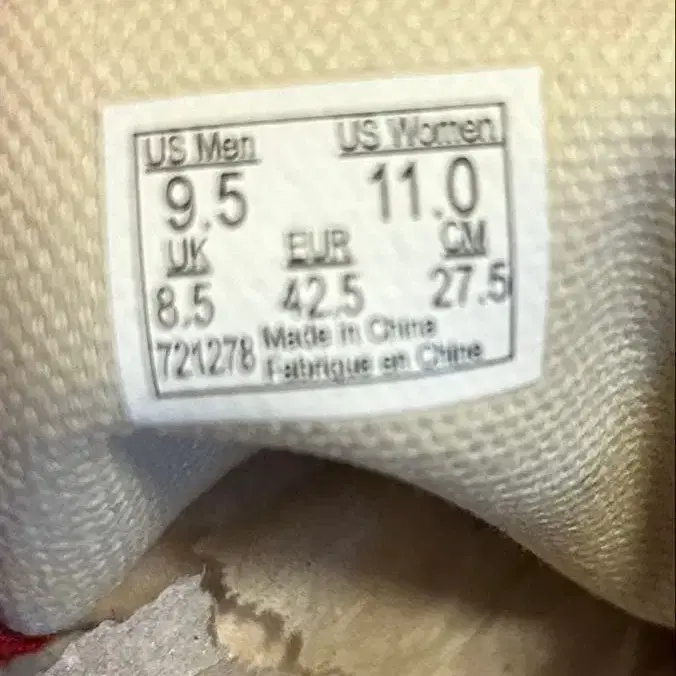 US Men US Women
9.5 11.0
UK EUR CM
8.5 42.5 27.5
721278 Made in China
Fabrique en Chine